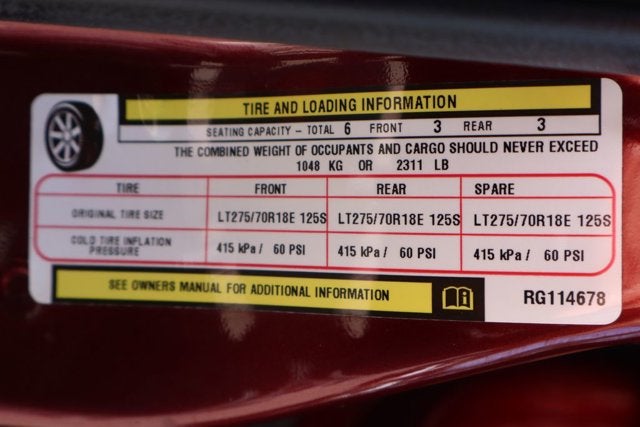 TIRE AND LOADING INFORMATION
SEATING CAPACITY – TOTAL 6 FRONT 3 REAR 3
THE COMBINED WEIGHT OF OCCUPANTS AND CARGO SHOULD NEVER EXCEED
1048 KG OR 2311 LB
TIRE FRONT REAR SPARE
ORIGINAL TIRE SIZE LT275/70R18E 125S LT275/70R18E 125S LT275/70R18E 125S
COLD TIRE INFLATION
PRESSURE 415 kPa / 60 PSI 415 kPa / 60 PSI 415 kPa / 60 PSI
SEE OWNERS MANUAL FOR ADDITIONAL INFORMATION
RG114678